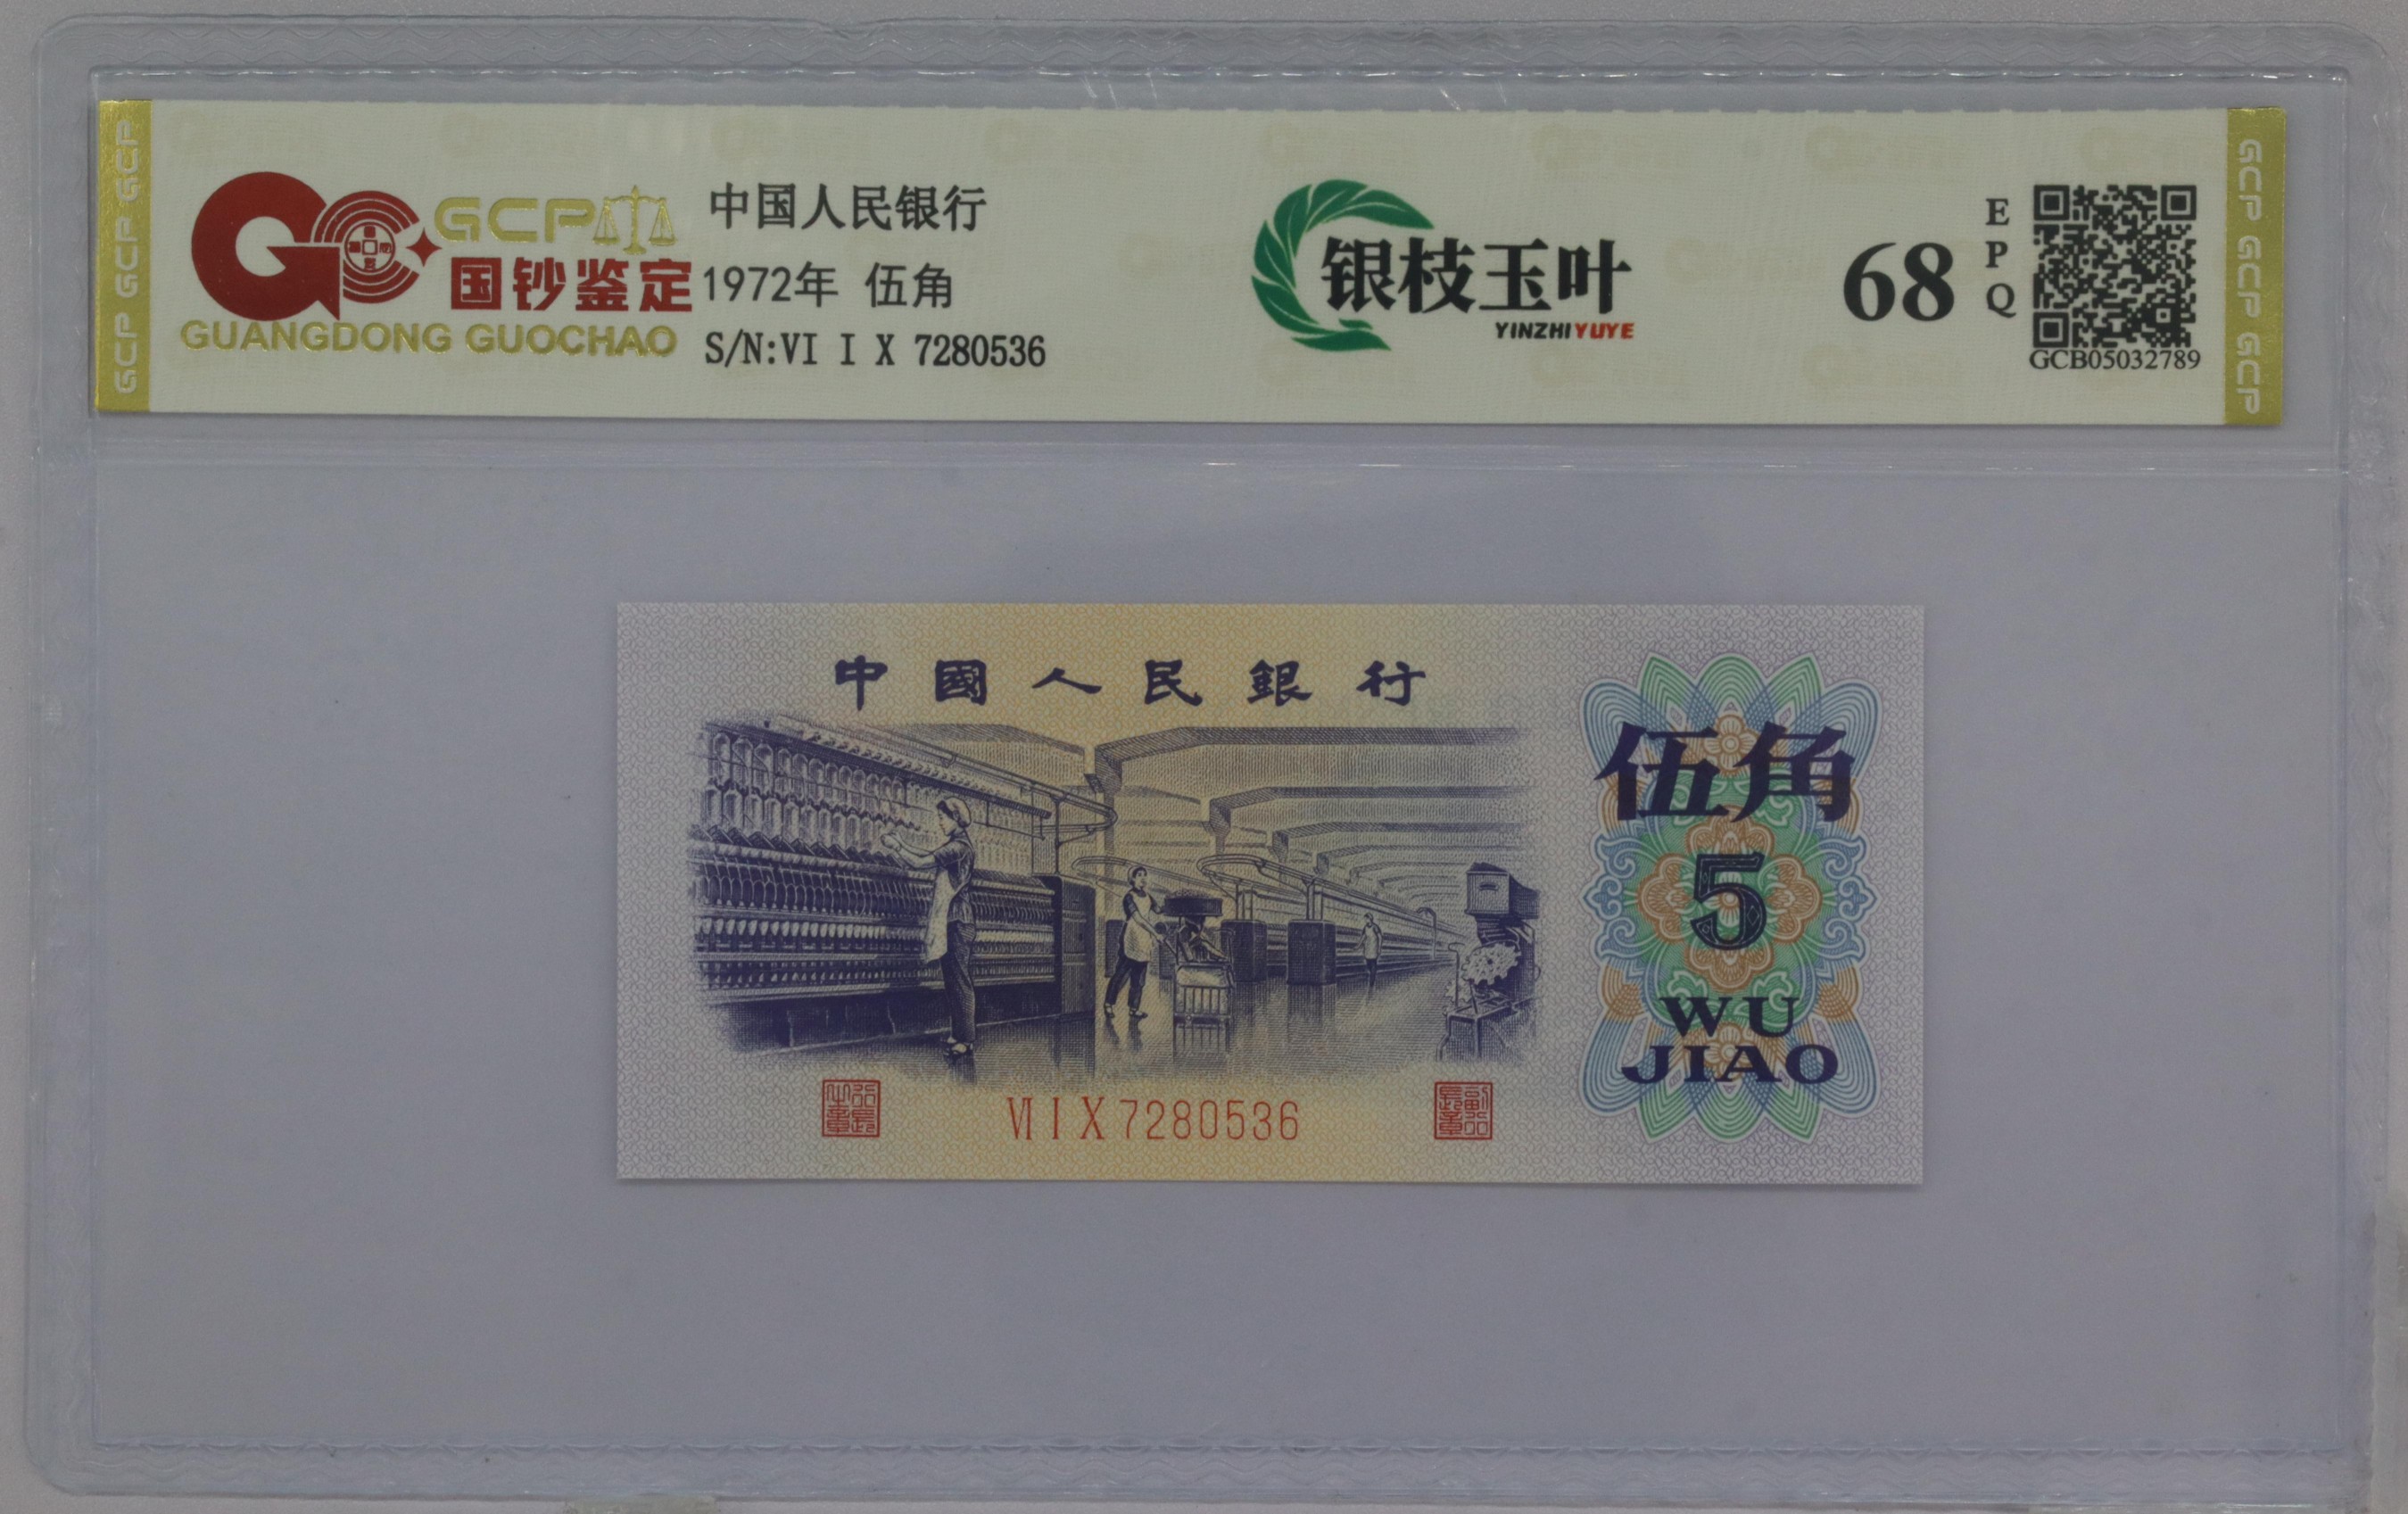 GCP
国钞鉴定
GUANGDONG GUOCHAO
中国人民银行
1972年 伍角
S/N:VI I X 7280536
银枝玉叶
YINZHIYUYE
68
EPQ
GCB05032789
GCP GCP GCP
GCP GCP GCP
中國人民銀行
伍角
5
WU
JIAO
VI I X 7280536